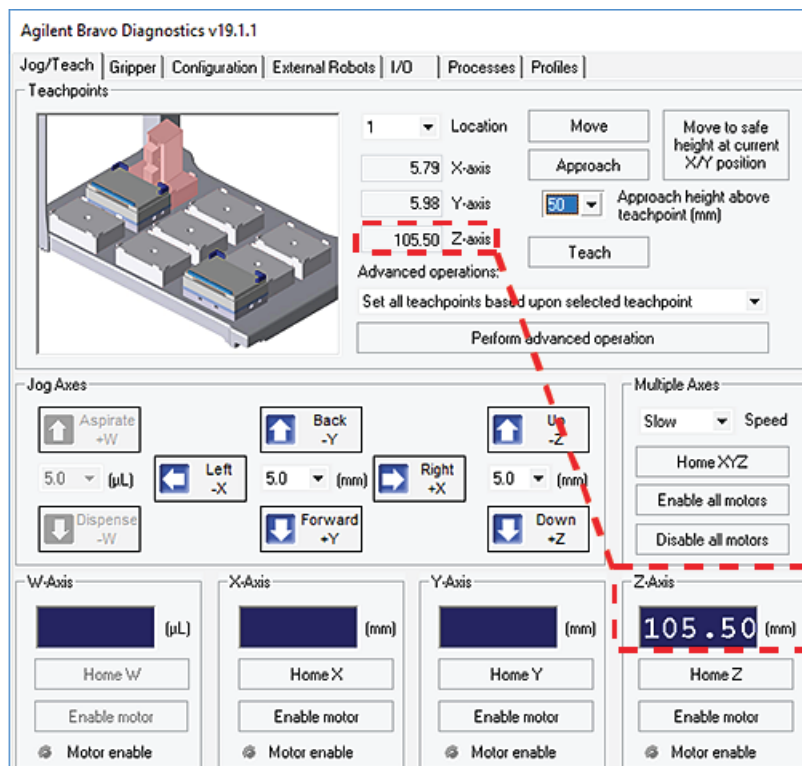 Agilent Bravo Diagnostics v19.1.1
Jog/Teach Gripper Configuration External Robots I/O Processes Profiles
Teachpoints
1 Location Move Move to safe height at current X/Y position
5.79 X-axis Approach
5.98 Y-axis 50 Approach height above teachpoint (mm)
105.50 Z-axis Teach
Advanced operations:
Set all teachpoints based upon selected teachpoint
Perform advanced operation
Jog Axes Multiple Axes
Aspirate +W Back -Y Up -Z Slow Speed
5.0 (µL) Left -X 5.0 (mm) Right +X 5.0 (mm) Home XYZ
Enable all motors
Dispense -W Forward +Y Down +Z Disable all motors
W-Axis X-Axis Y-Axis Z-Axis
(µL) (mm) (mm) 105.50 (mm)
Home W Home X Home Y Home Z
Enable motor Enable motor Enable motor Enable motor
Motor enable Motor enable Motor enable Motor enable